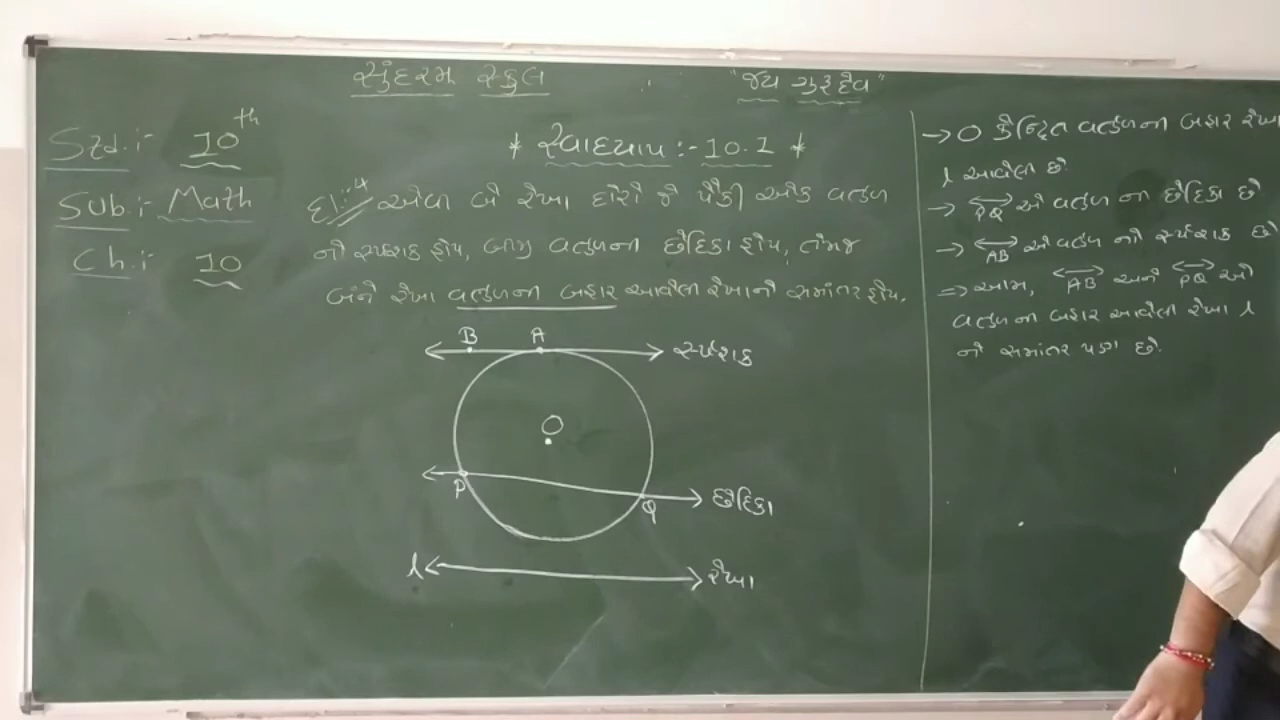 સુંદરમ સ્કુલ
"જય ગુરૂદેવ"
Std.:- 10th
Sub.:- Math
Ch.:- 10
* સ્વાધ્યાય :- 10.1 *
દા.:-4 એવી બે રેખા દોરો જે પૈકી એક વર્તુળ
નો સ્પર્શક હોય, બીજી વર્તુળની છેદિકા હોય, તેમજ
બંને રેખા વર્તુળની બહાર આવેલી રેખાને સમાંતર હોય.
B A
સ્પર્શક
O
P Q
છેદિકા
l રેખા
→ O કેન્દ્રિત વર્તુળની બહાર રેખા
l આવેલી છે.
→ PQ એ વર્તુળ ની છેદિકા છે
→ AB એ વર્તુળ નો સ્પર્શક છે
⇒ આમ, AB અને PQ એ
વર્તુળની બહાર આવેલી રેખા l
ને સમાંતર પણ છે.